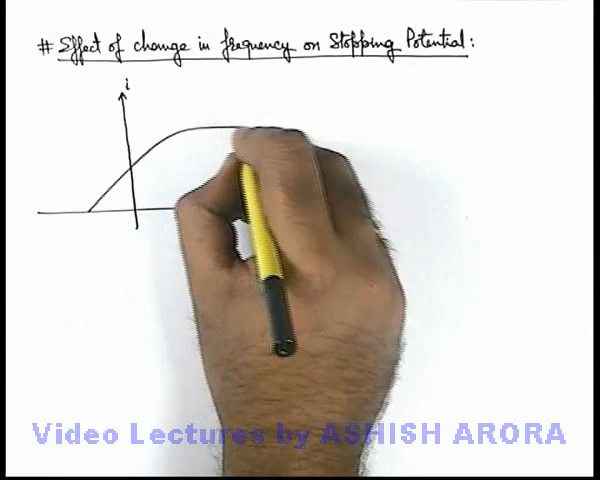 # Effect of change in frequency on Stopping Potential:
i
Video Lectures by ASHISH ARORA